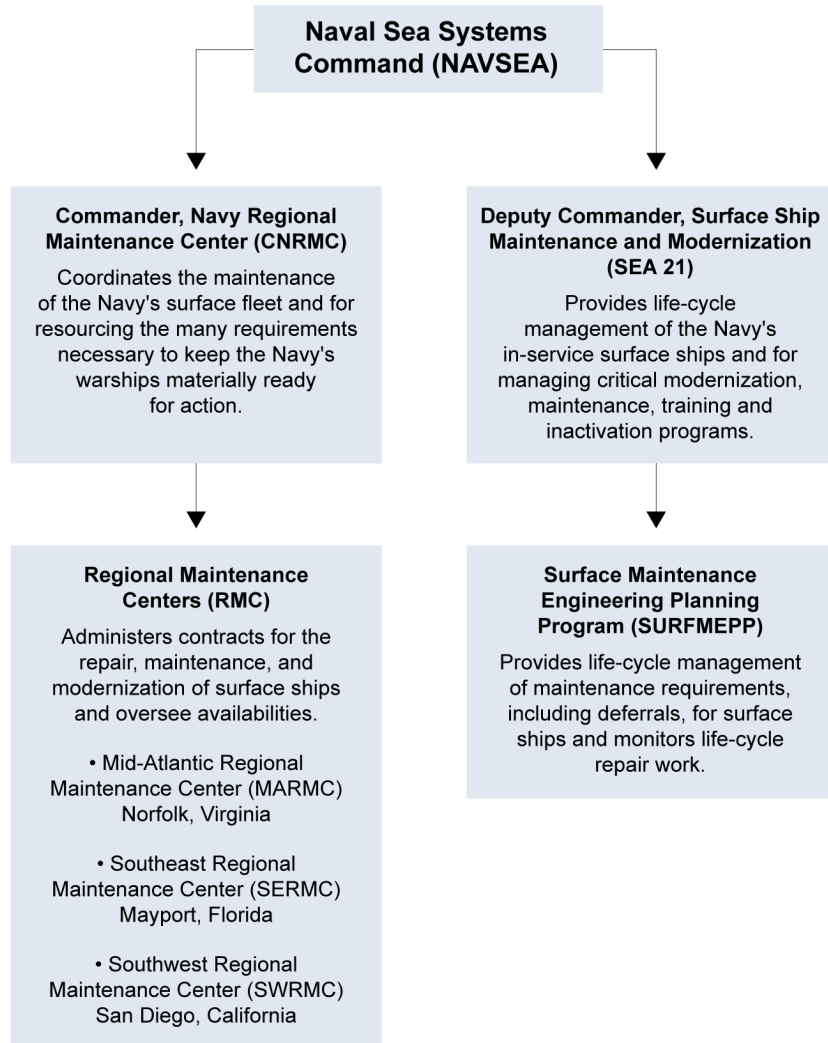 Naval Sea Systems
Command (NAVSEA)
Commander, Navy Regional
Maintenance Center (CNRMC)
Coordinates the maintenance
of the Navy's surface fleet and for
resourcing the many requirements
necessary to keep the Navy's
warships materially ready
for action.
Regional Maintenance
Centers (RMC)
Administers contracts for the
repair, maintenance, and
modernization of surface ships
and oversee availabilities.
• Mid-Atlantic Regional
Maintenance Center (MARMC)
Norfolk, Virginia
• Southeast Regional
Maintenance Center (SERMC)
Mayport, Florida
• Southwest Regional
Maintenance Center (SWRMC)
San Diego, California
Deputy Commander, Surface Ship
Maintenance and Modernization
(SEA 21)
Provides life-cycle
management of the Navy's
in-service surface ships and for
managing critical modernization,
maintenance, training and
inactivation programs.
Surface Maintenance
Engineering Planning
Program (SURFMEPP)
Provides life-cycle management
of maintenance requirements,
including deferrals, for surface
ships and monitors life-cycle
repair work.